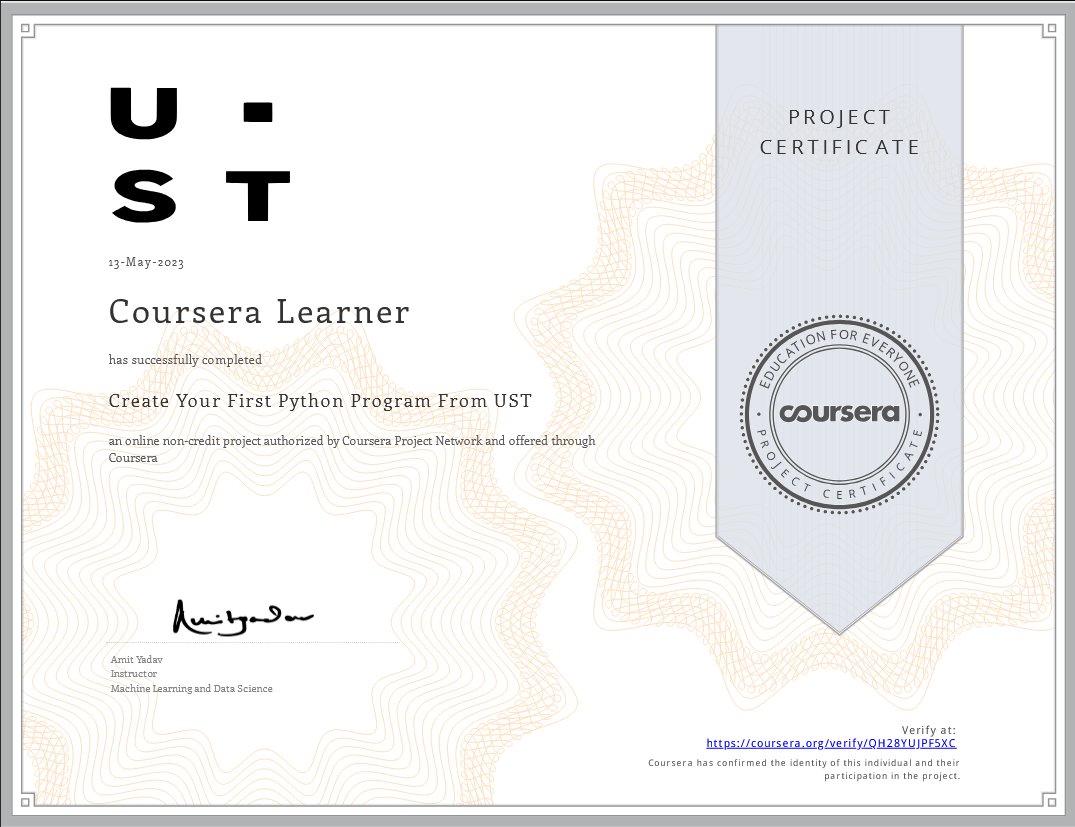 U -
S T
13-May-2023
Coursera Learner
has successfully completed
Create Your First Python Program From UST
an online non-credit project authorized by Coursera Project Network and offered through
Coursera
Amit Yadav
Amit Yadav
Instructor
Machine Learning and Data Science
PROJECT
CERTIFICATE
EDUCATION FOR EVERYONE
coursera
PROJECT CERTIFICATE
Verify at:
https://coursera.org/verify/QH28YUJPF5XC
Coursera has confirmed the identity of this individual and their
participation in the project.